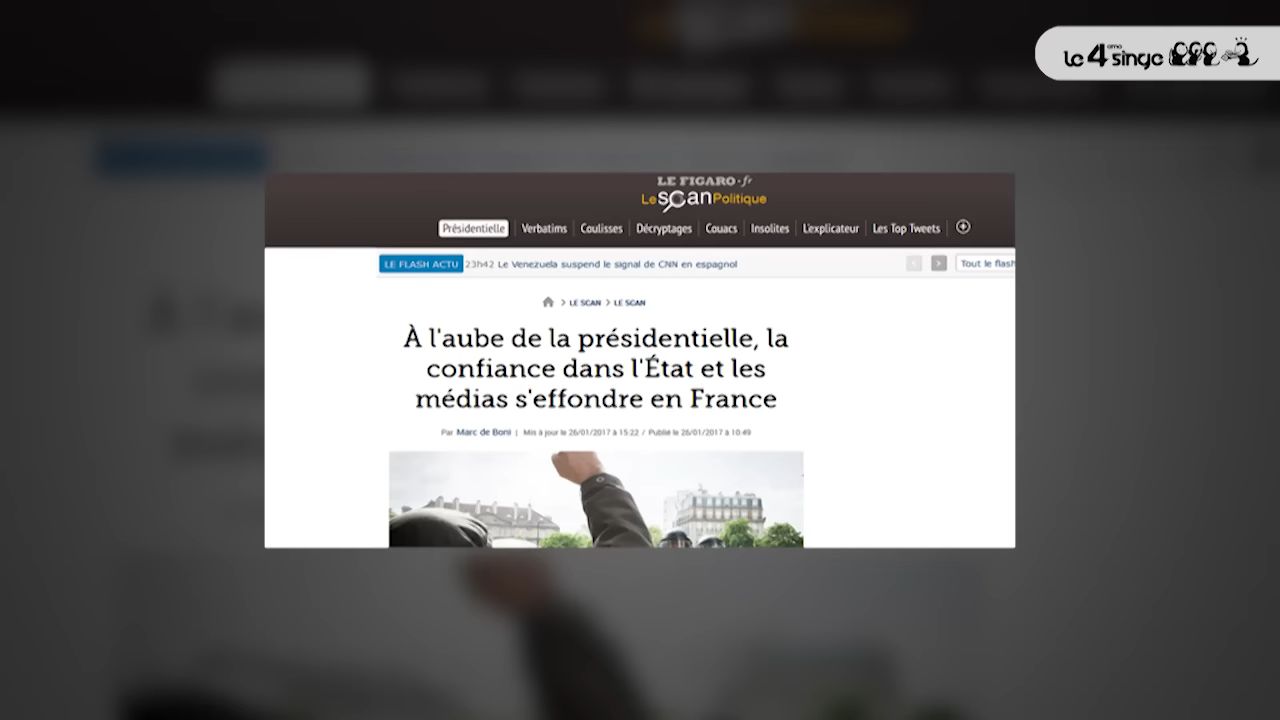 le 4ème singe
LE FIGARO·fr
Le scan Politique
Présidentielle Verbatims Coulisses Décryptages Couacs Insolites L'explicateur Les Top Tweets
LE FLASH ACTU 23h42 Le Venezuela suspend le signal de CNN en espagnol Tout le flash
LE SCAN LE SCAN
À l'aube de la présidentielle, la
confiance dans l'État et les
médias s'effondre en France
Par Marc de Boni | Mis à jour le 26/01/2017 à 15:22 / Publié le 26/01/2017 à 10:49